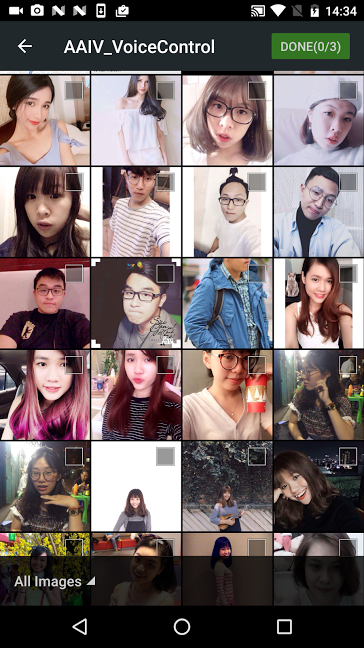 14:34
AAIV_VoiceControl
DONE(0/3)
All Images